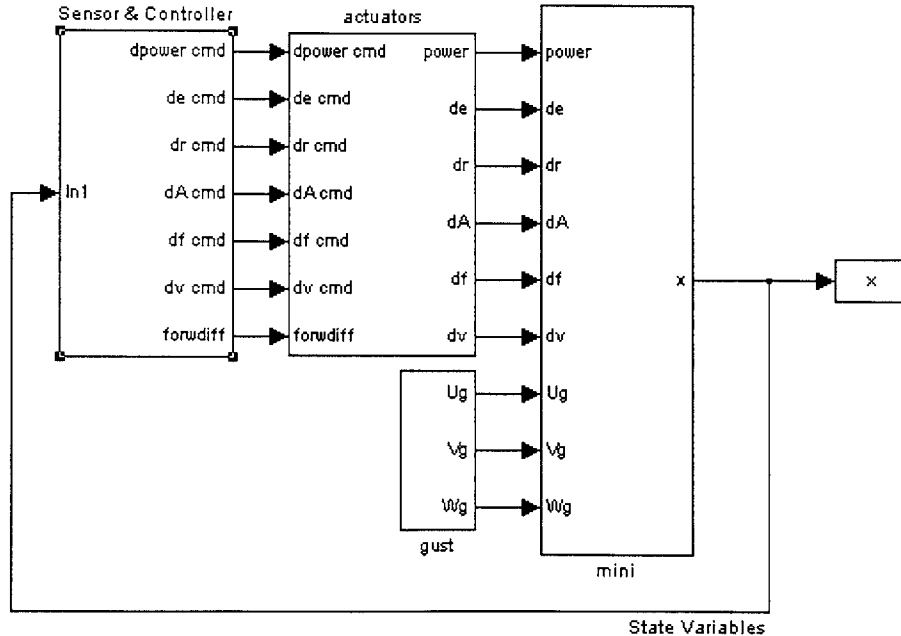 Sensor & Controller
dpower cmd
de cmd
dr cmd
dA cmd
df cmd
dv cmd
forwdiff
In1
actuators
dpower cmd
de cmd
dr cmd
dA cmd
df cmd
dv cmd
forwdiff
power
de
dr
dA
df
dv
Ug
Vg
Wg
gust
power
de
dr
dA
df
dv
Ug
Vg
Wg
x
mini
x
State Variables